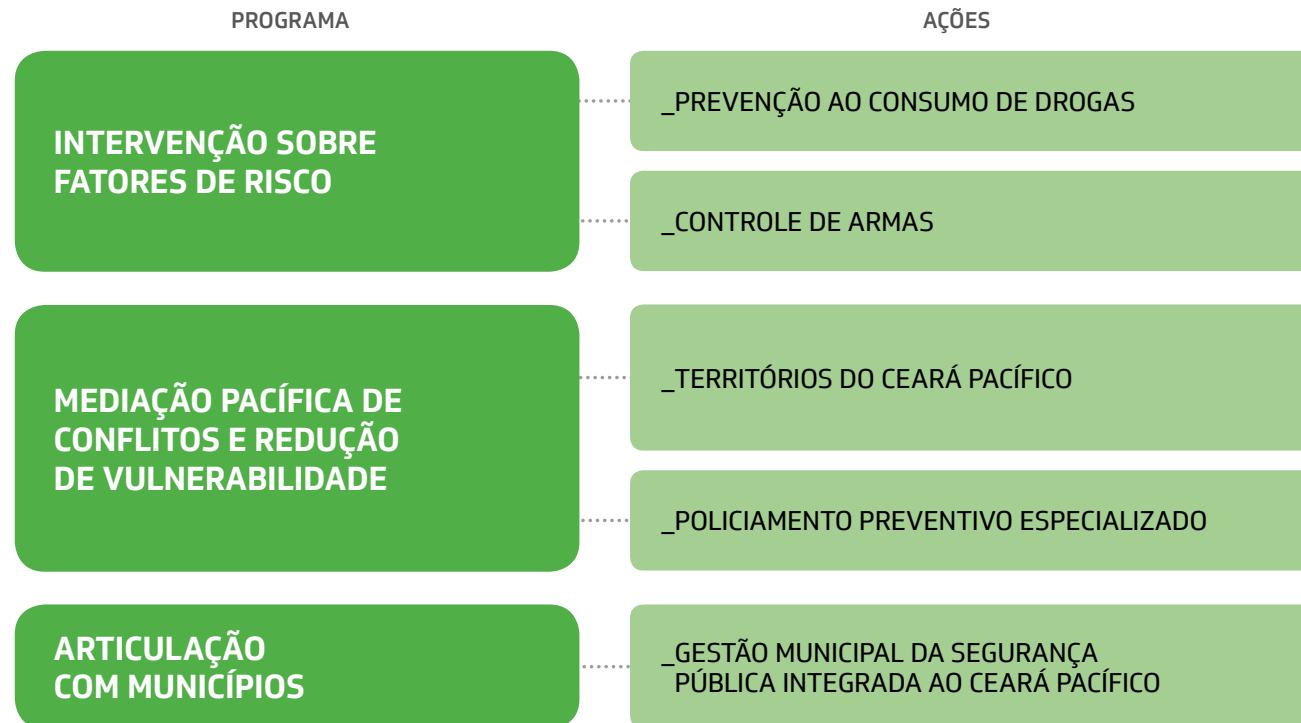 PROGRAMA
AÇÕES
INTERVENÇÃO SOBRE
FATORES DE RISCO
_PREVENÇÃO AO CONSUMO DE DROGAS
_CONTROLE DE ARMAS
MEDIAÇÃO PACÍFICA DE
CONFLITOS E REDUÇÃO
DE VULNERABILIDADE
_TERRITÓRIOS DO CEARÁ PACÍFICO
_POLICIAMENTO PREVENTIVO ESPECIALIZADO
ARTICULAÇÃO
COM MUNICÍPIOS
_GESTÃO MUNICIPAL DA SEGURANÇA
PÚBLICA INTEGRADA AO CEARÁ PACÍFICO